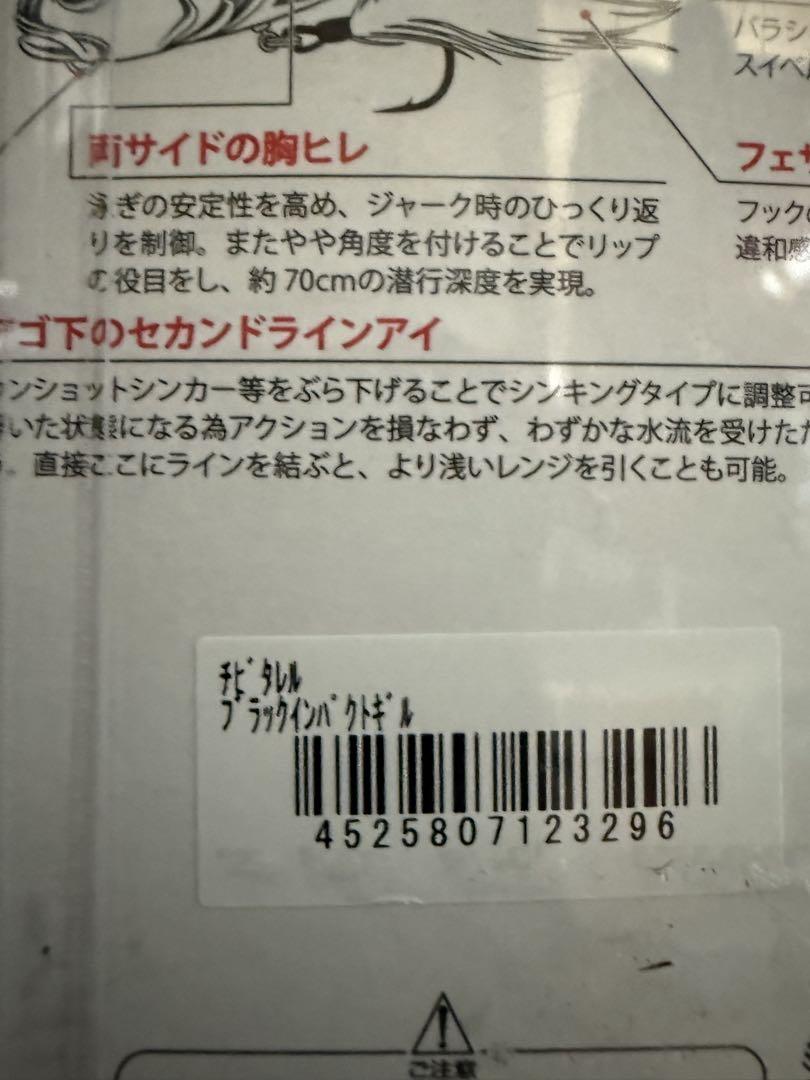 バラシ
スイベル
両サイドの胸ヒレ
泳ぎの安定性を高め、ジャーク時のひっくり返
りを制御。またやや角度を付けることでリップ
の役目をし、約70cmの潜行深度を実現。
フェザ
フックの
違和感
アゴ下のセカンドラインアイ
ンショットシンカー等をぶら下げることでシンキングタイプに調整可
いた状態になる為アクションを損なわず、わずかな水流を受けただ
。直接ここにラインを結ぶと、より浅いレンジを引くことも可能。
ﾁﾋﾞﾀﾚﾙ
ﾌﾞﾗｯｸｲﾝﾊﾟｸﾄｷﾞﾙ
4525807123296
ご注意